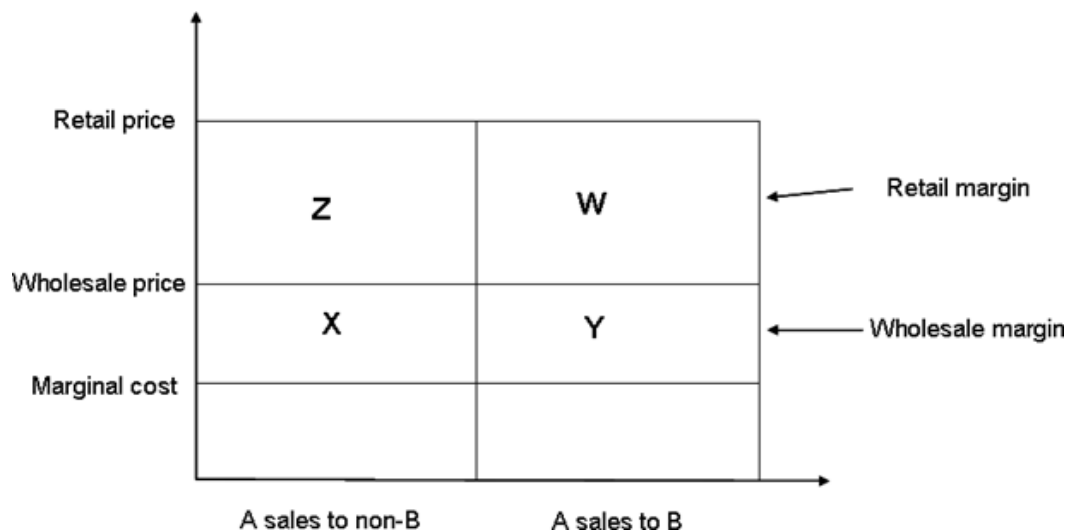 Retail price
Z
W
Retail margin
Wholesale price
X
Y
Wholesale margin
Marginal cost
A sales to non-B
A sales to B